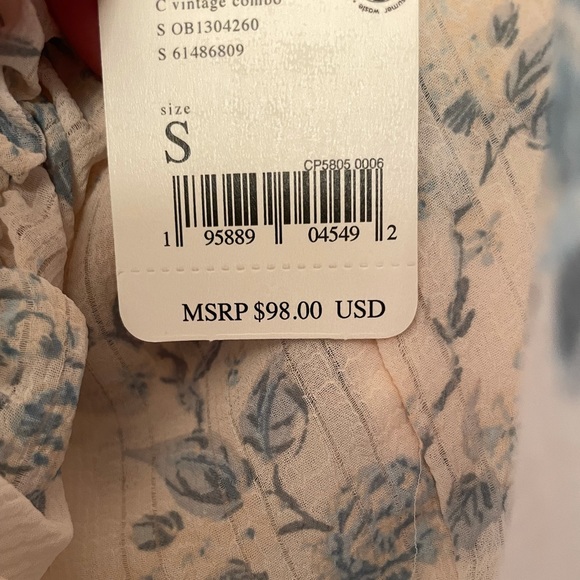 C vintage combo
S OB1304260
S 61486809
size
S
CP5805 0006
1 95889 04549 2
MSRP $98.00 USD